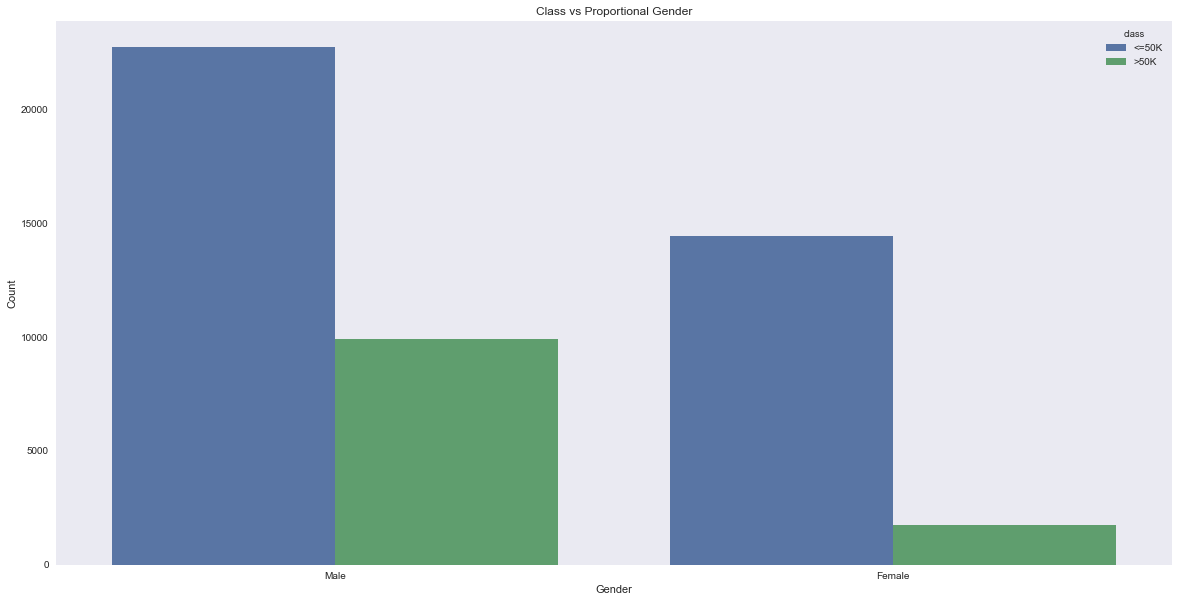 Class vs Proportional Gender
class
<=50K
>50K
20000
15000
10000
5000
0
Count
Male
Female
Gender